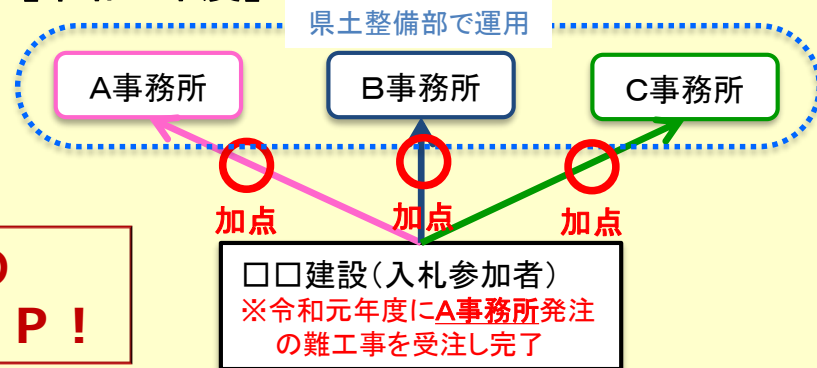 県土整備部で運用
A事務所
B事務所
C事務所
加点
加点
加点
P!
□□建設(入札参加者)
※令和元年度にA事務所発注
の難工事を受注し完了